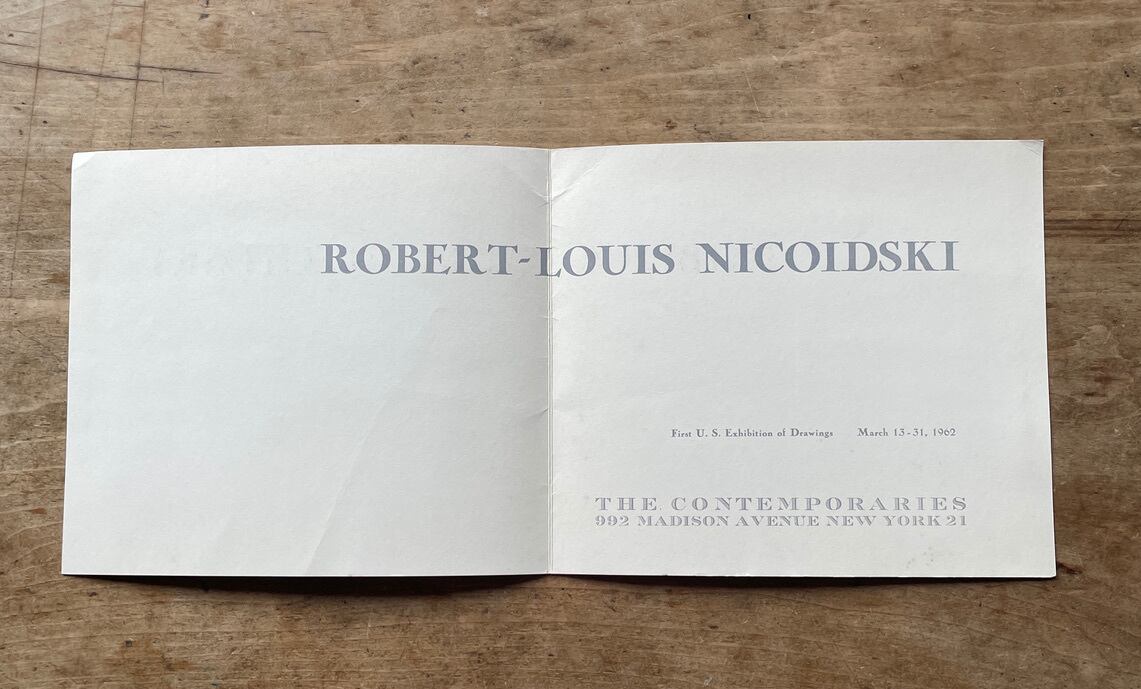 ROBERT-LOUIS NICOIDSKI
First U. S. Exhibition of Drawings March 13-31, 1962
THE CONTEMPORARIES
992 MADISON AVENUE NEW YORK 21